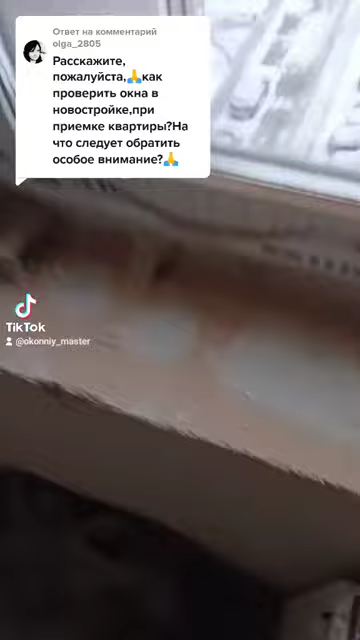 Ответ на комментарий
olga_2805
Расскажите,
пожалуйста,🙏как
проверить окна в
новостройке,при
приемке квартиры?На
что следует обратить
особое внимание?🙏
TikTok
@okonniy_master